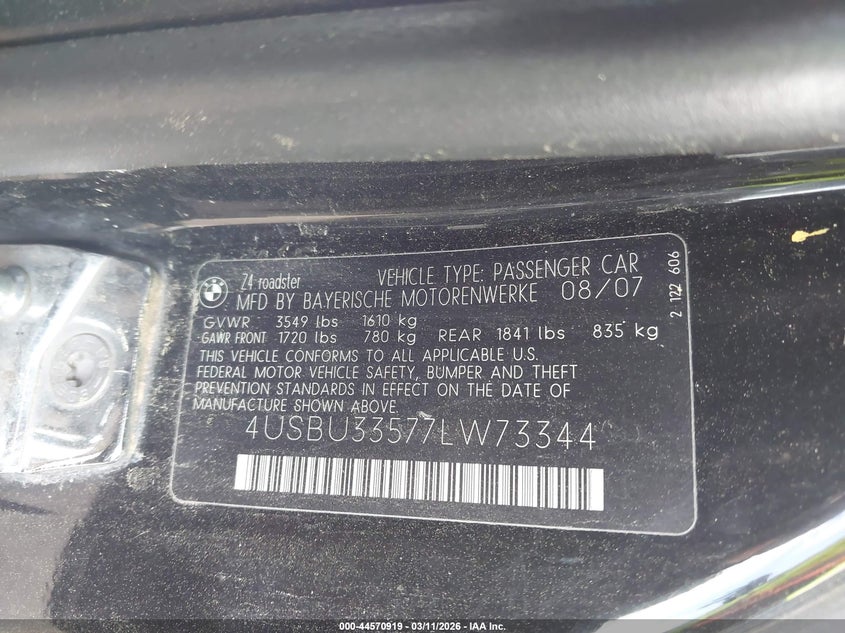 Z4 roadster VEHICLE TYPE: PASSENGER CAR
MFD BY BAYERISCHE MOTORENWERKE 08/07
GVWR 3549 lbs 1610 kg
GAWR FRONT 1720 lbs 780 kg REAR 1841 lbs 835 kg
THIS VEHICLE CONFORMS TO ALL APPLICABLE U.S.
FEDERAL MOTOR VEHICLE SAFETY, BUMPER AND THEFT
PREVENTION STANDARDS IN EFFECT ON THE DATE OF
MANUFACTURE SHOWN ABOVE.
4USBU33577LW73344
2 122 606
000-44570919 - 03/11/2026 - IAA Inc.